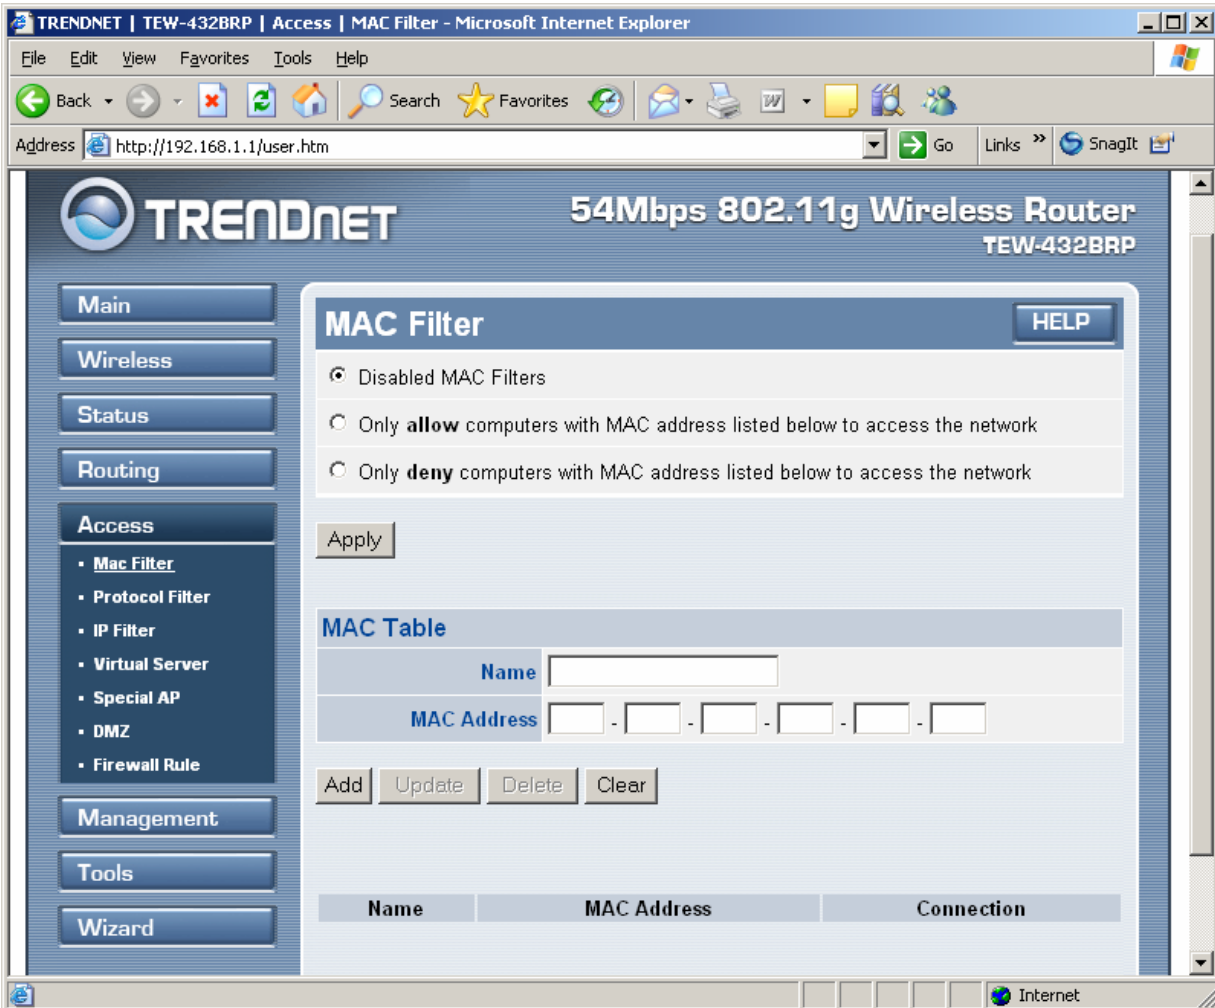 TRENDNET | TEW-432BRP | Access | MAC Filter - Microsoft Internet Explorer
File Edit View Favorites Tools Help
Back Search Favorites
Address http://192.168.1.1/user.htm Go Links » SnagIt
TRENDNET
54Mbps 802.11g Wireless Router
TEW-432BRP
Main
Wireless
Status
Routing
Access
Mac Filter
Protocol Filter
IP Filter
Virtual Server
Special AP
DMZ
Firewall Rule
Management
Tools
Wizard
MAC Filter HELP
Disabled MAC Filters
Only allow computers with MAC address listed below to access the network
Only deny computers with MAC address listed below to access the network
Apply
MAC Table
Name
MAC Address - - - - -
Add Update Delete Clear
Name MAC Address Connection
Internet